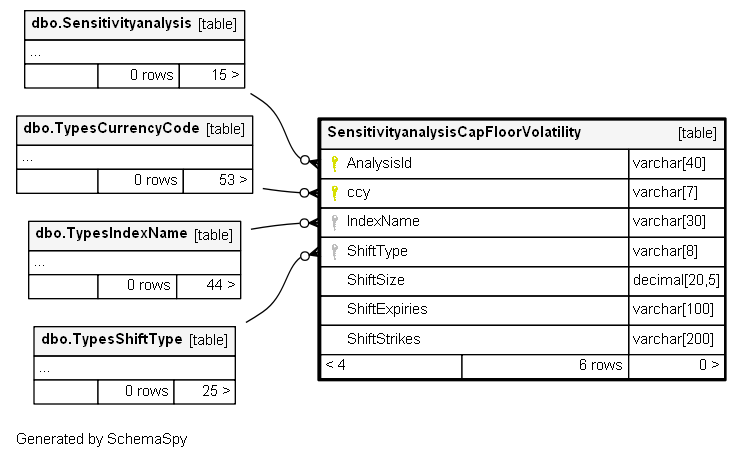 dbo.Sensitivityanalysis [table]
...
0 rows 15 >
dbo.TypesCurrencyCode [table]
...
0 rows 53 >
dbo.TypesIndexName [table]
...
0 rows 44 >
dbo.TypesShiftType [table]
...
0 rows 25 >
SensitivityanalysisCapFloorVolatility [table]
AnalysisId varchar[40]
ccy varchar[7]
IndexName varchar[30]
ShiftType varchar[8]
ShiftSize decimal[20,5]
ShiftExpiries varchar[100]
ShiftStrikes varchar[200]
< 4 6 rows 0 >
Generated by SchemaSpy